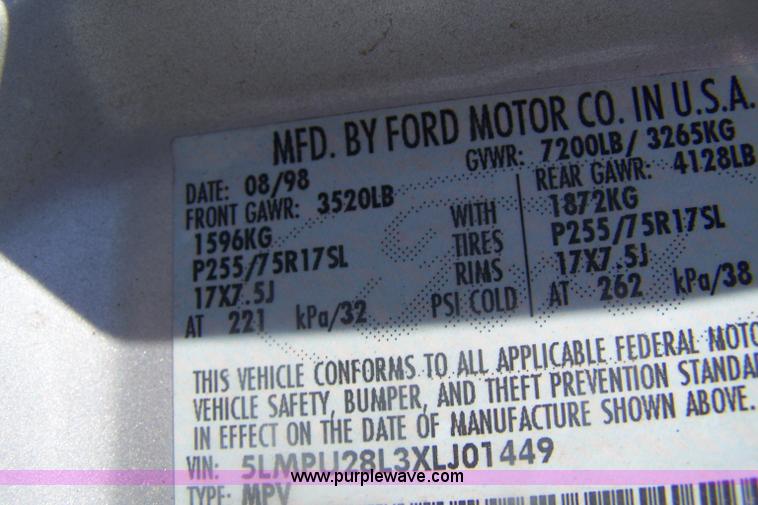 MFD. BY FORD MOTOR CO. IN U.S.A.
DATE: 08/98 GVWR: 7200LB/ 3265KG
FRONT GAWR: 3520LB REAR GAWR: 4128LB
1596KG WITH 1872KG
P255/75R17SL TIRES P255/75R17SL
17X7.5J RIMS 17X7.5J
AT 221 kPa/32 PSI COLD AT 262 kPa/38
THIS VEHICLE CONFORMS TO ALL APPLICABLE FEDERAL MOTO
VEHICLE SAFETY, BUMPER, AND THEFT PREVENTION STANDA
IN EFFECT ON THE DATE OF MANUFACTURE SHOWN ABOVE.
VIN: 5LMPU28L3XLJ01449
TYPE: MPV
www.purplewave.com